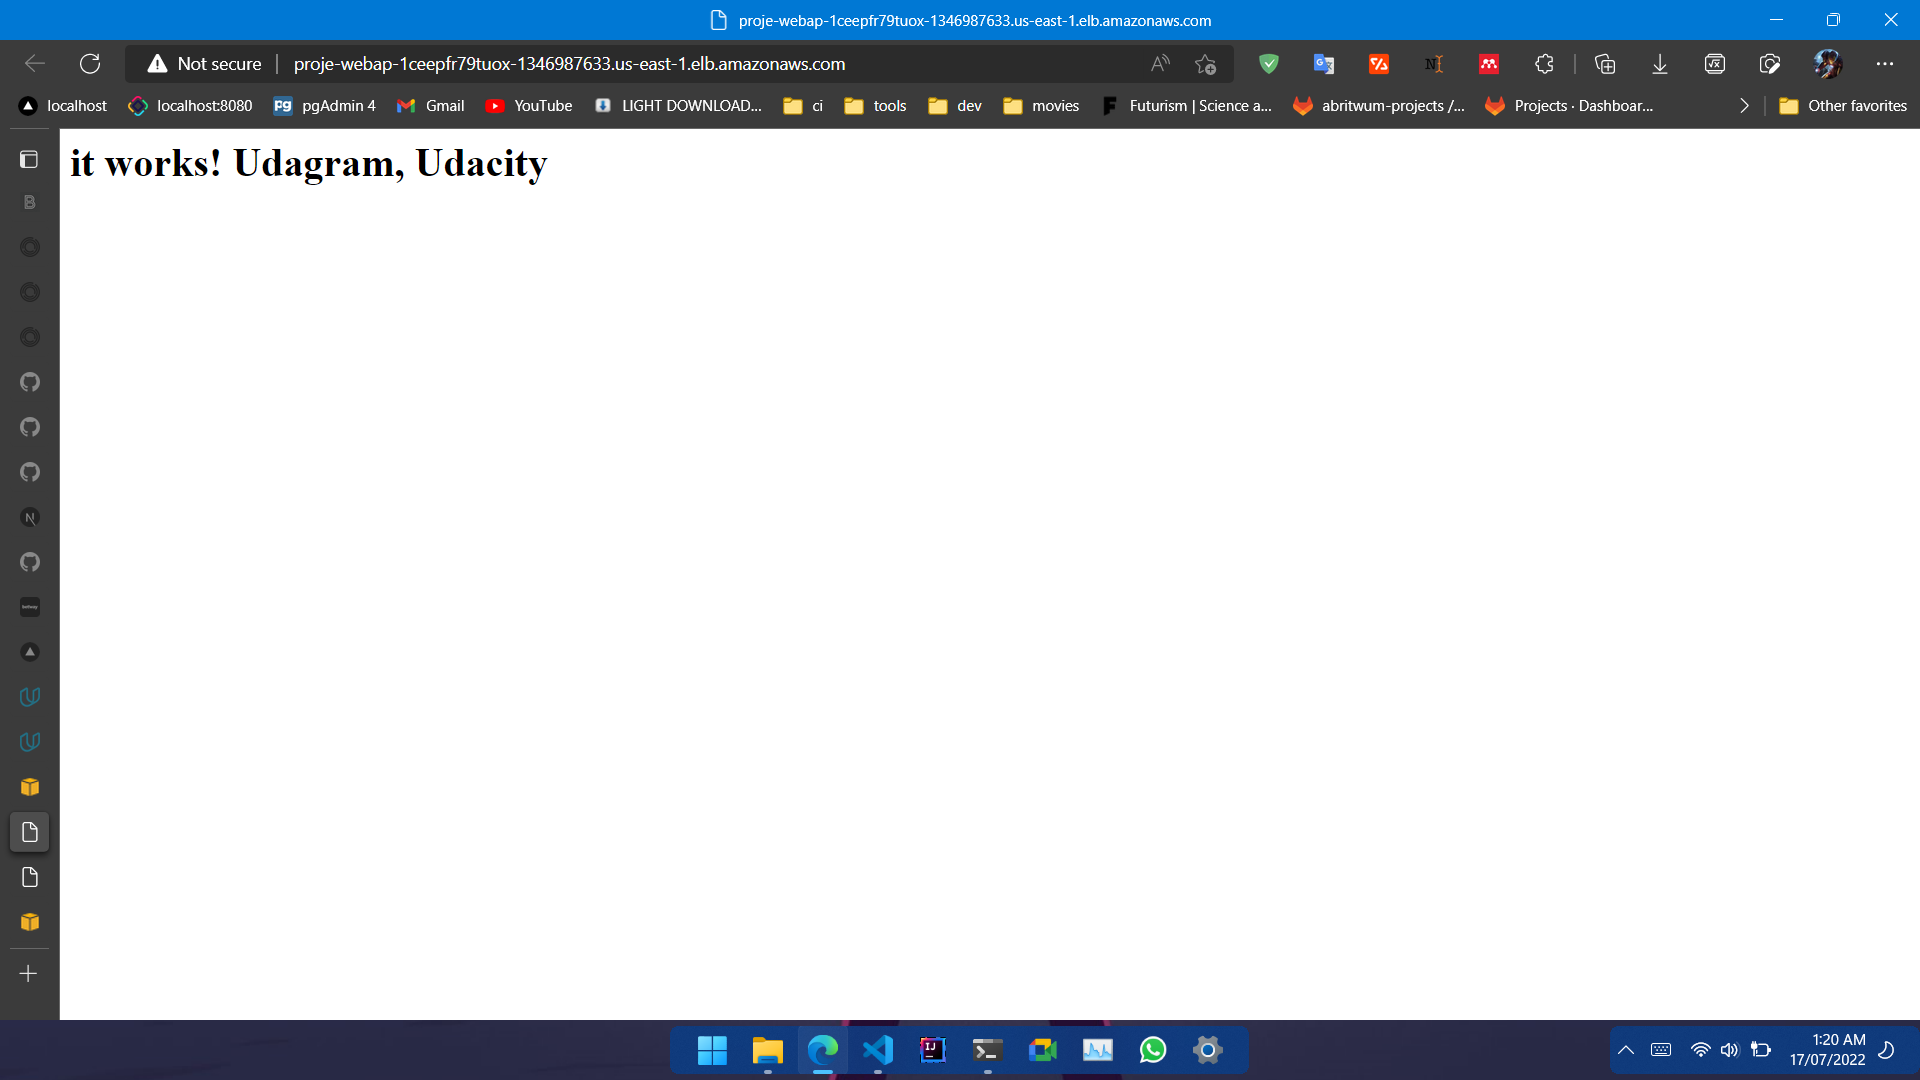 proje-webap-1ceepfr79tuox-1346987633.us-east-1.elb.amazonaws.com
Not secure
proje-webap-1ceepfr79tuox-1346987633.us-east-1.elb.amazonaws.com
localhost
localhost:8080
pgAdmin 4
Gmail
YouTube
LIGHT DOWNLOAD...
ci
tools
dev
movies
Futurism | Science a...
abritwum-projects /...
Projects · Dashboar...
Other favorites
it works! Udagram, Udacity
1:20 AM
17/07/2022